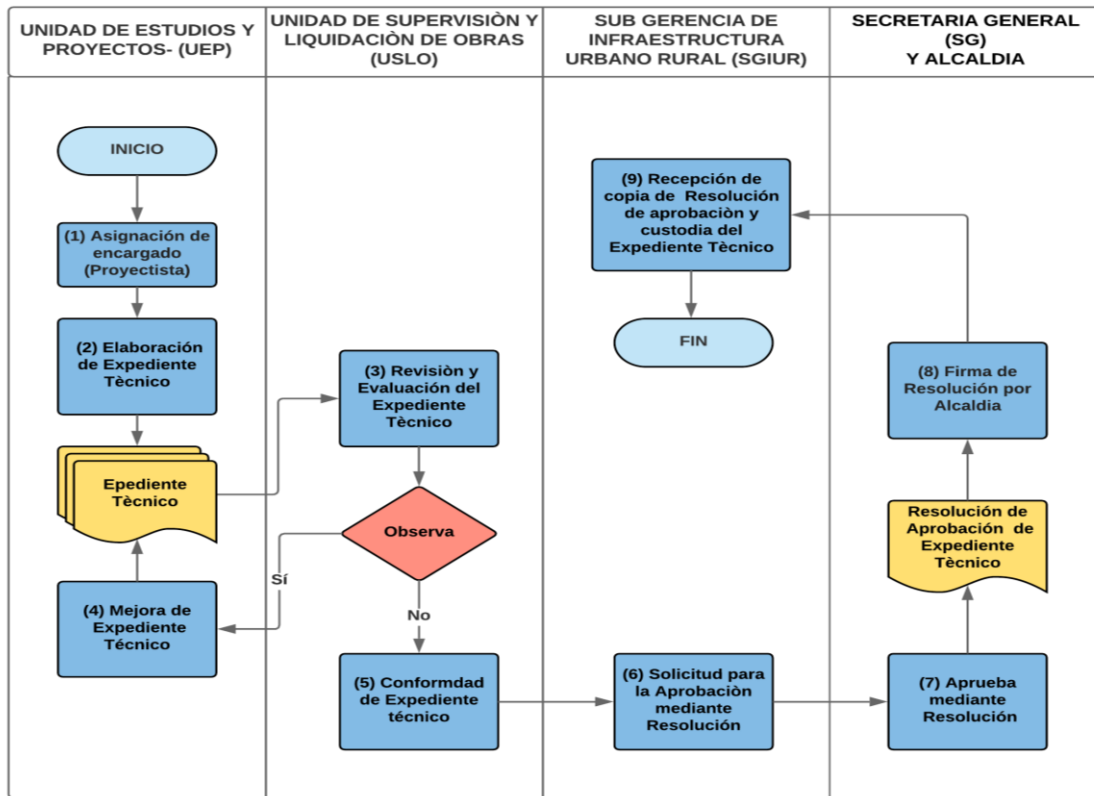 UNIDAD DE ESTUDIOS Y
PROYECTOS- (UEP)
UNIDAD DE SUPERVISIÒN Y
LIQUIDACIÒN DE OBRAS
(USLO)
SUB GERENCIA DE
INFRAESTRUCTURA
URBANO RURAL (SGIUR)
SECRETARIA GENERAL
(SG)
Y ALCALDIA
INICIO
(1) Asignación de
encargado
(Proyectista)
(2) Elaboración
de Expediente
Tècnico
Epediente
Tècnico
(4) Mejora de
Expediente
Técnico
(3) Revisiòn y
Evaluación del
Expediente
Tècnico
Observa
Sí
No
(5) Conformdad
de Expediente
técnico
(9) Recepción de
copia de Resolución
de aprobaciòn y
custodia del
Expediente Tècnico
FIN
(6) Solicitud para
la Aprobaciòn
mediante
Resolución
(8) Firma de
Resolución por
Alcaldia
Resolución de
Aprobación de
Expediente
Tècnico
(7) Aprueba
mediante
Resolución